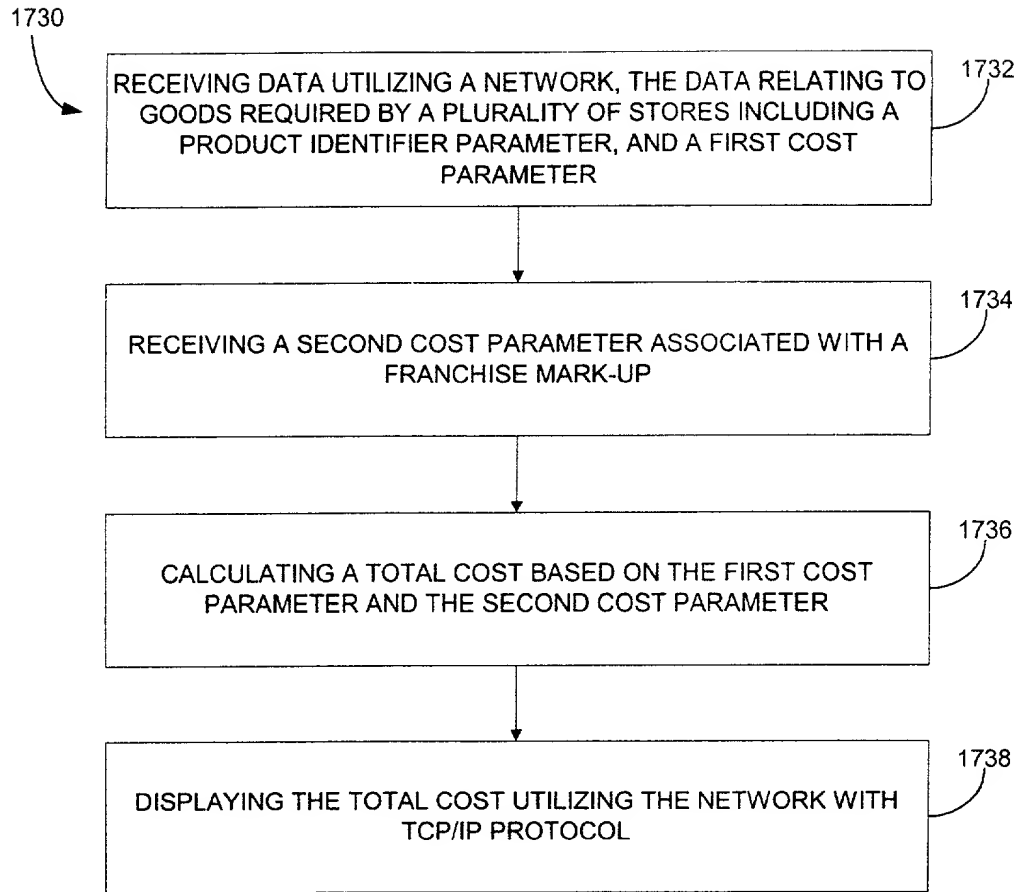 1730
1732
RECEIVING DATA UTILIZING A NETWORK, THE DATA RELATING TO
GOODS REQUIRED BY A PLURALITY OF STORES INCLUDING A
PRODUCT IDENTIFIER PARAMETER, AND A FIRST COST
PARAMETER
1734
RECEIVING A SECOND COST PARAMETER ASSOCIATED WITH A
FRANCHISE MARK-UP
1736
CALCULATING A TOTAL COST BASED ON THE FIRST COST
PARAMETER AND THE SECOND COST PARAMETER
1738
DISPLAYING THE TOTAL COST UTILIZING THE NETWORK WITH
TCP/IP PROTOCOL